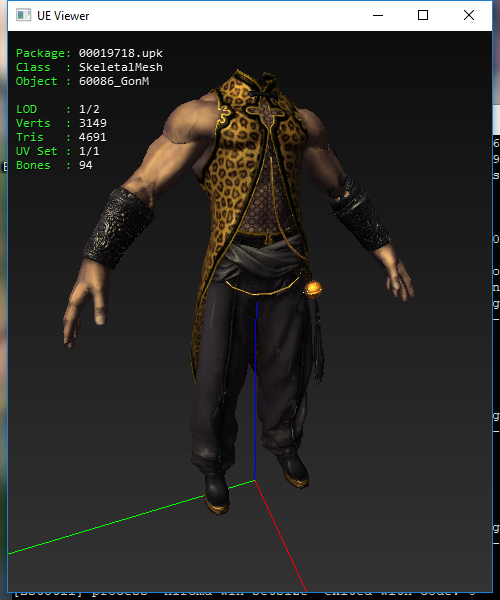 UE Viewer
Package: 00019718.upk
Class : SkeletalMesh
Object : 60086_GonM
LOD : 1/2
Verts : 3149
Tris : 4691
UV Set : 1/1
Bones : 94